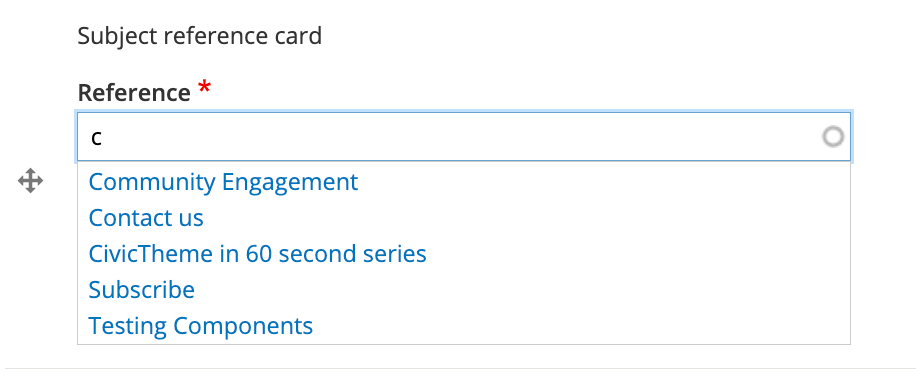 Subject reference card
Reference *
c
Community Engagement
Contact us
CivicTheme in 60 second series
Subscribe
Testing Components